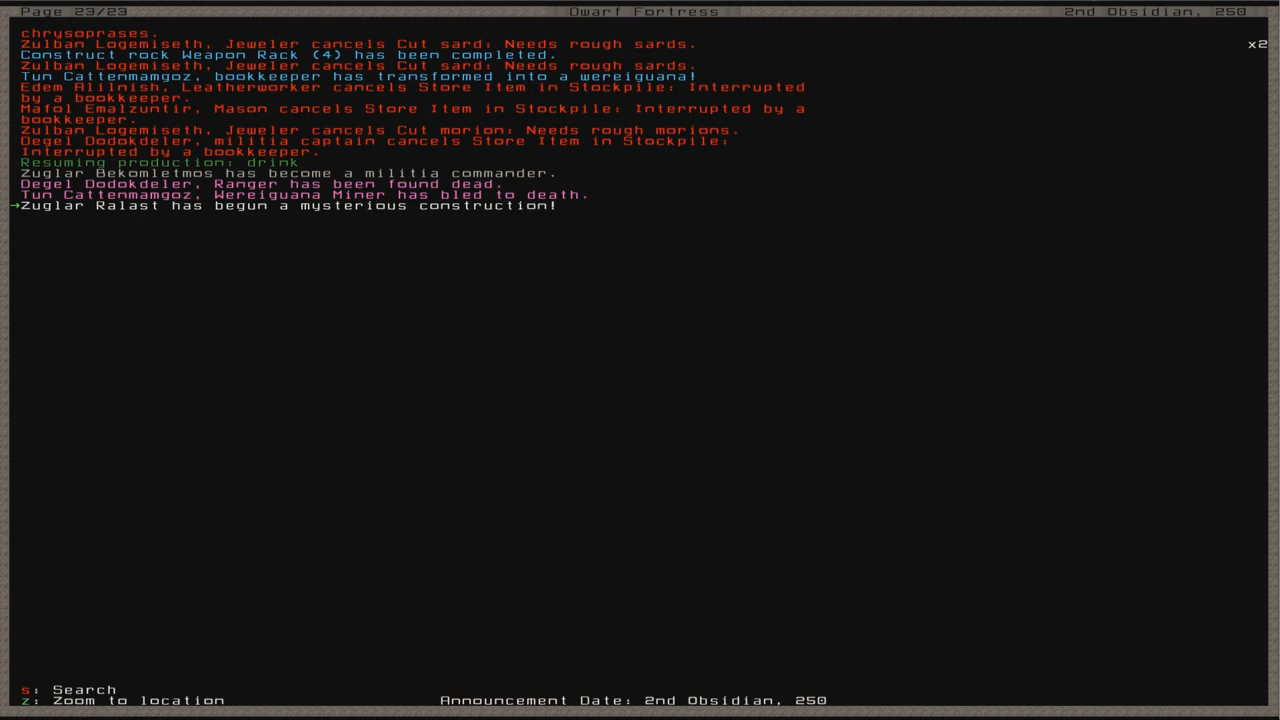 Page 23/23 Dwarf Fortress 2nd Obsidian, 250
chrysoprases.
Zulban Logemiseth, Jeweler cancels Cut sard: Needs rough sards. x2
Construct rock Weapon Rack (4) has been completed.
Zulban Logemiseth, Jeweler cancels Cut sard: Needs rough sards.
Tun Cattenmamgoz, bookkeeper has transformed into a wereiguana!
Edem Alilnish, Leatherworker cancels Store Item in Stockpile: Interrupted
by a bookkeeper.
Mafol Emalzuntir, Mason cancels Store Item in Stockpile: Interrupted by a
bookkeeper.
Zulban Logemiseth, Jeweler cancels Cut morion: Needs rough morions.
Degel Dodokdeler, militia captain cancels Store Item in Stockpile:
Interrupted by a bookkeeper.
Resuming production: drink
Zuglar Bekomletmos has become a militia commander.
Degel Dodokdeler, Ranger has been found dead.
Tun Cattenmamgoz, Wereiguana Miner has bled to death.
→Zuglar Ralast has begun a mysterious construction!
s: Search
z: Zoom to location Announcement Date: 2nd Obsidian, 250